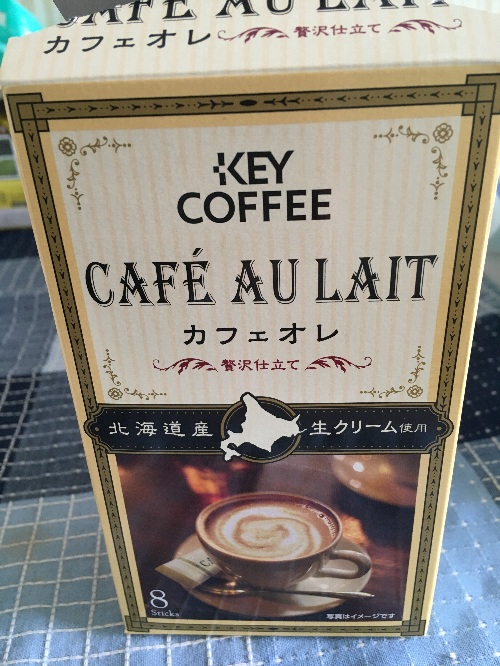 CAFÉ AU LAIT
カフェオレ 贅沢仕立て
KEY
COFFEE
CAFÉ AU LAIT
カフェオレ
贅沢仕立て
北海道産 生クリーム使用
8
Sticks
写真はイメージです